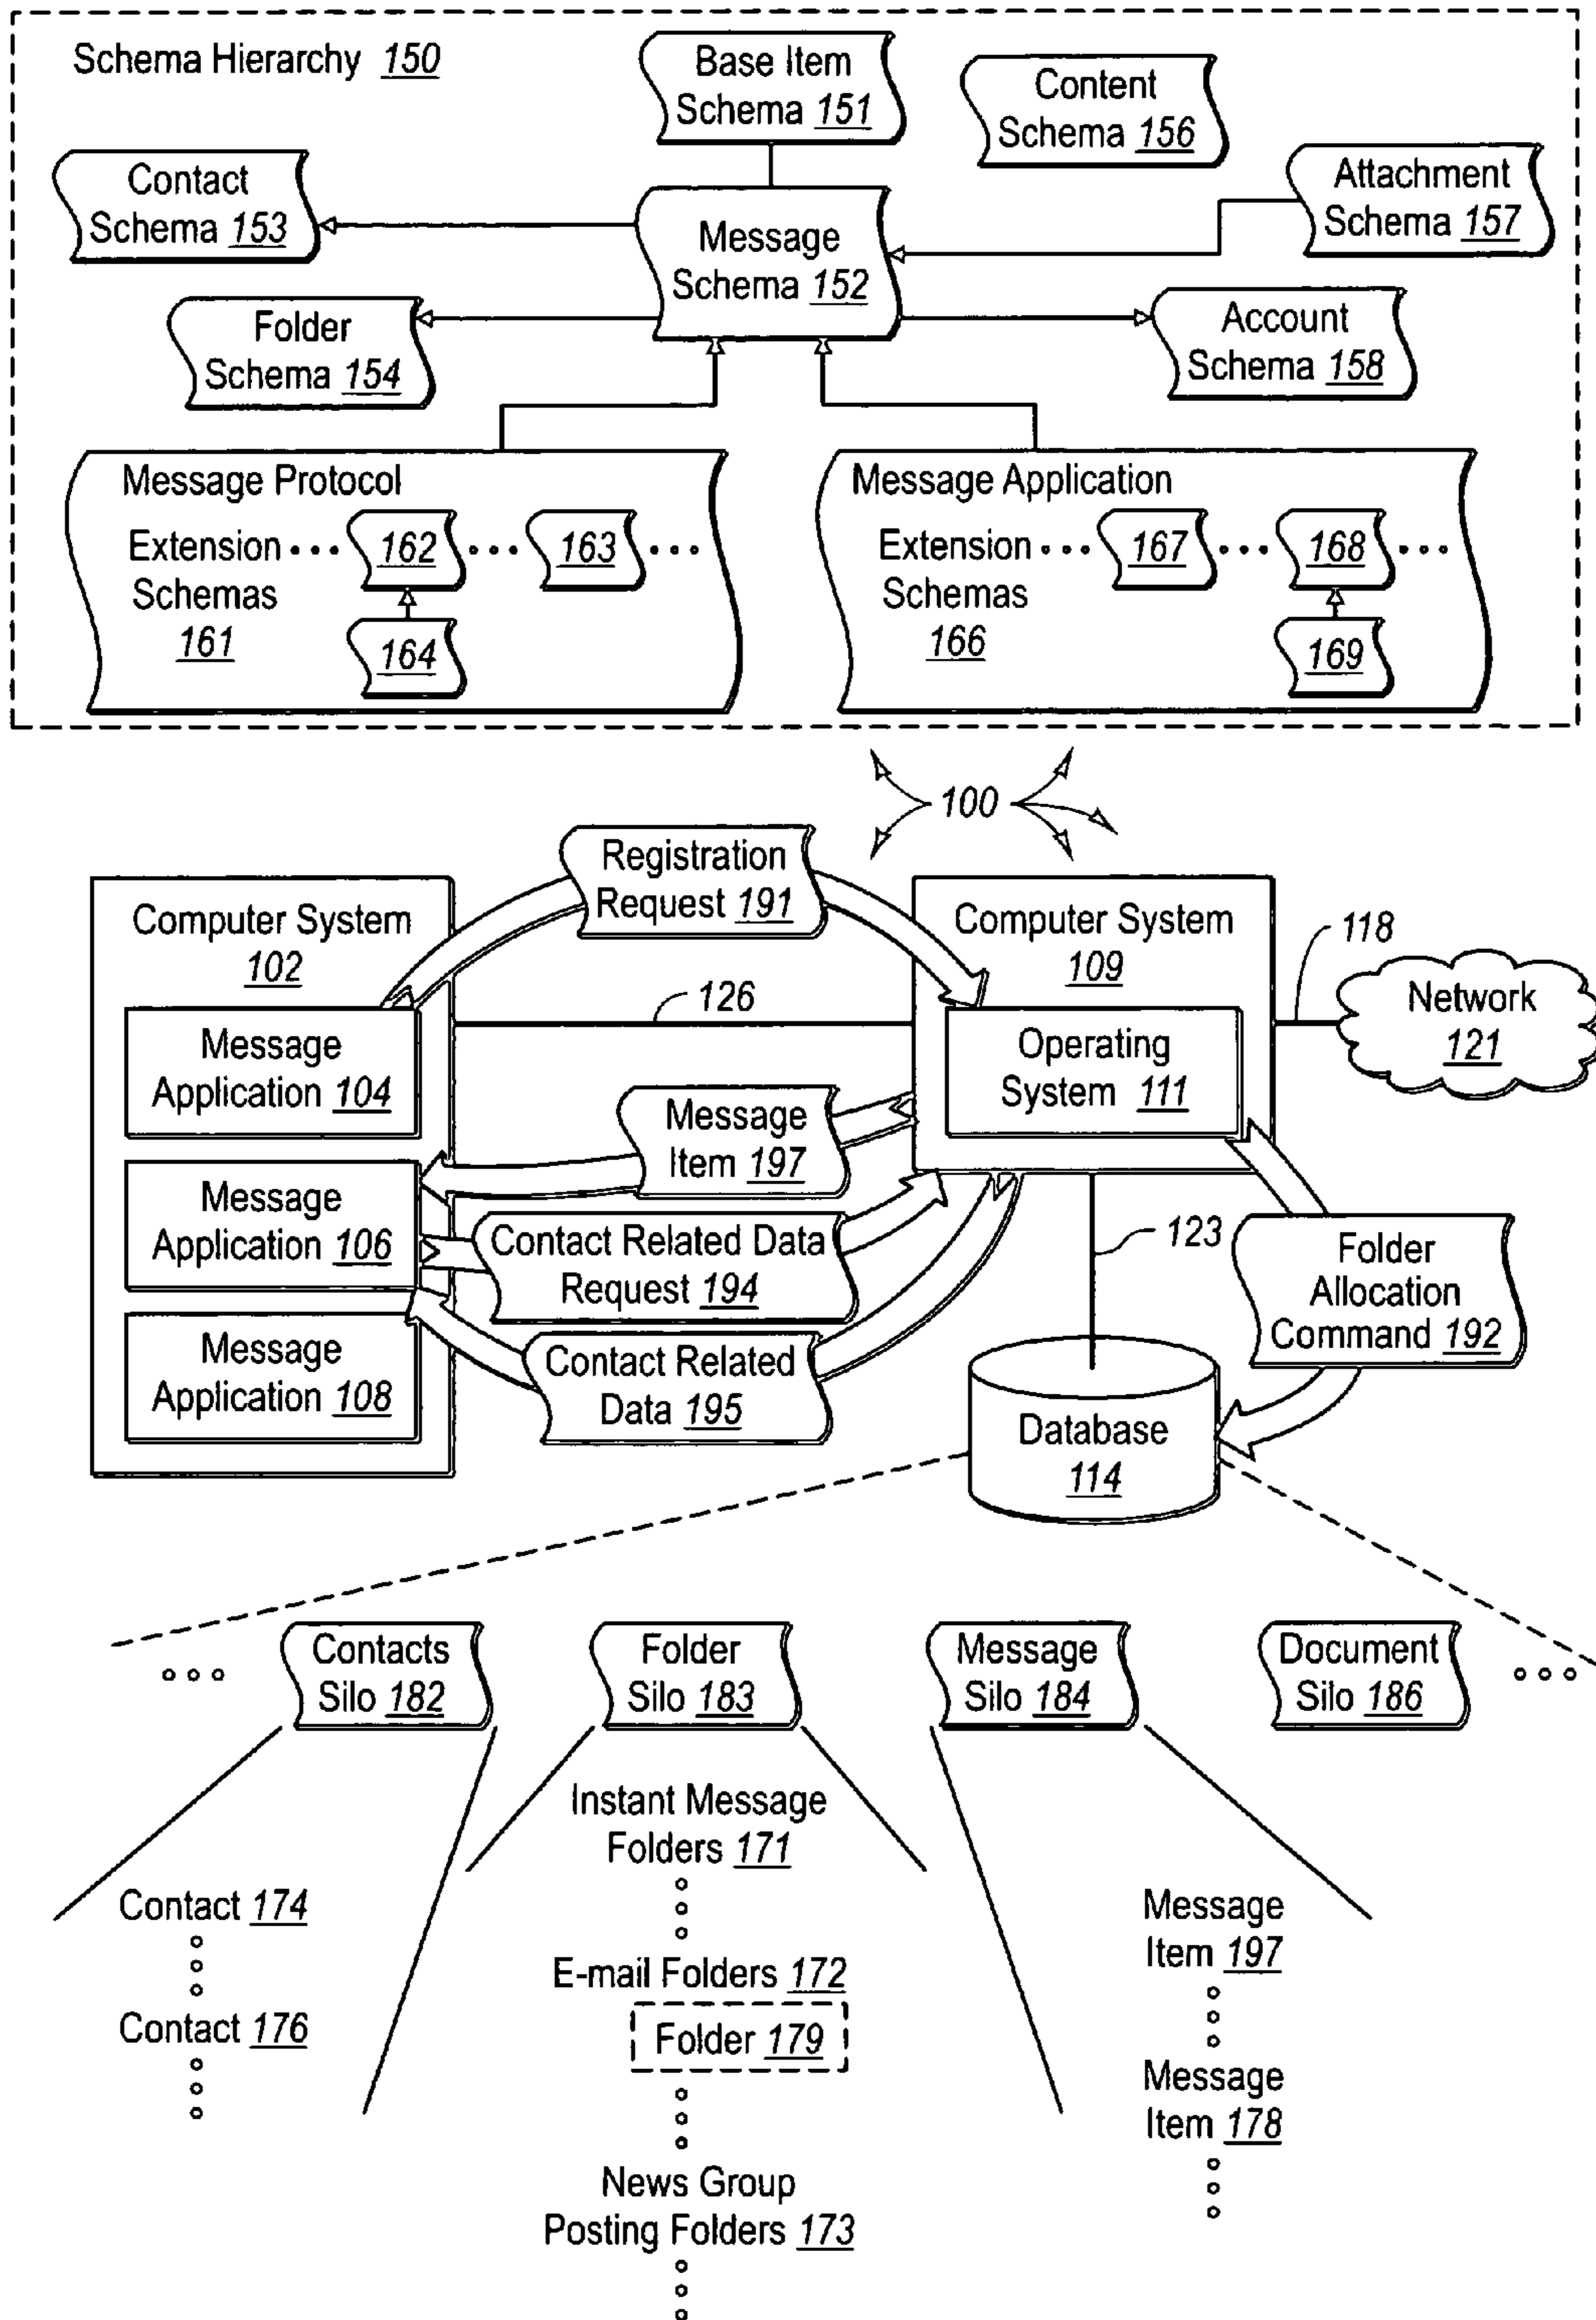 Schema Hierarchy 150
Base Item
Schema 151
Content
Schema 156
Contact
Schema 153
Attachment
Schema 157
Message
Schema 152
Folder
Schema 154
Account
Schema 158
Message Protocol
Extension
Schemas
161
162
163
164
Message Application
Extension
Schemas
166
167
168
169
100
Registration
Request 191
Computer System
102
Computer System
109
118
Network
121
126
Message
Application 104
Operating
System 111
Message
Item 197
Message
Application 106
Contact Related Data
Request 194
123
Folder
Allocation
Command 192
Message
Application 108
Contact Related
Data 195
Database
114
Contacts
Silo 182
Folder
Silo 183
Message
Silo 184
Document
Silo 186
Instant Message
Folders 171
Contact 174
Message
Item 197
E-mail Folders 172
Contact 176
Folder 179
Message
Item 178
News Group
Posting Folders 173